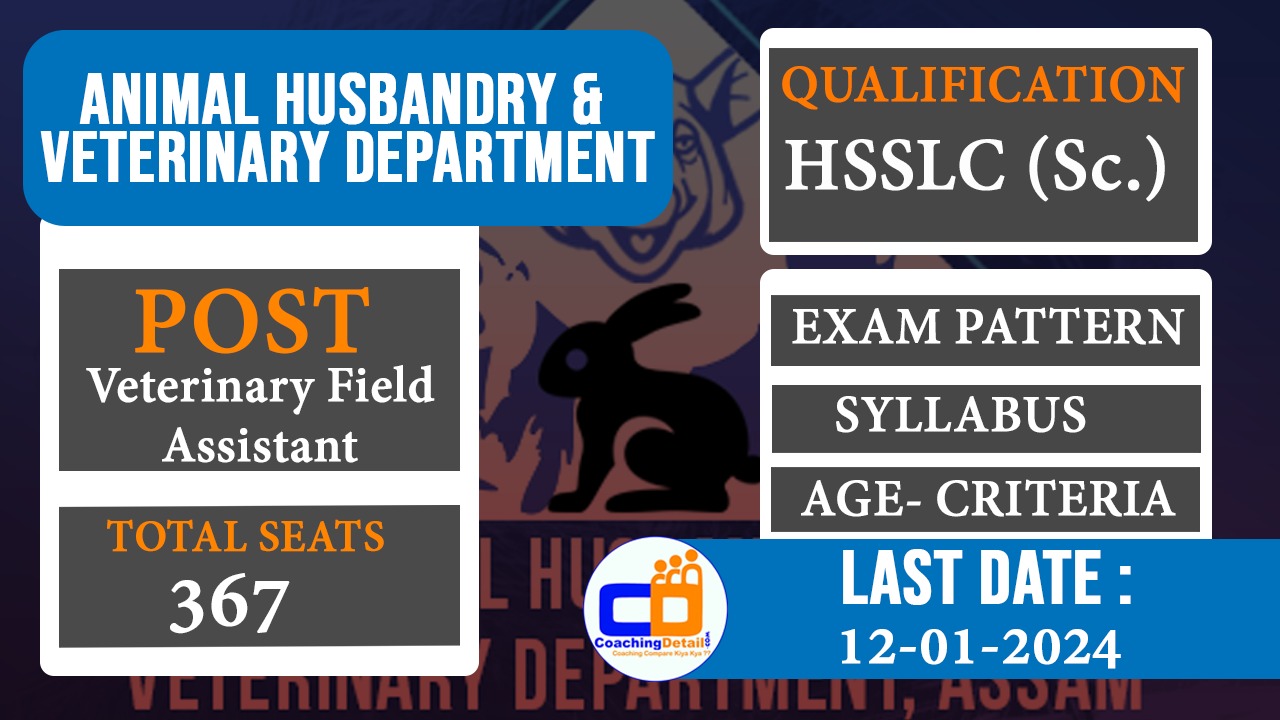 ANIMAL HUSBANDRY &
VETERINARY DEPARTMENT
POST
Veterinary Field
Assistant
TOTAL SEATS
367
QUALIFICATION
HSSLC (Sc.)
EXAM PATTERN
SYLLABUS
AGE- CRITERIA
LAST DATE :
12-01-2024
CoachingDetail.com
Coaching Compare Kiya Kya ??
VETERINARY DEPARTMENT, ASSAM